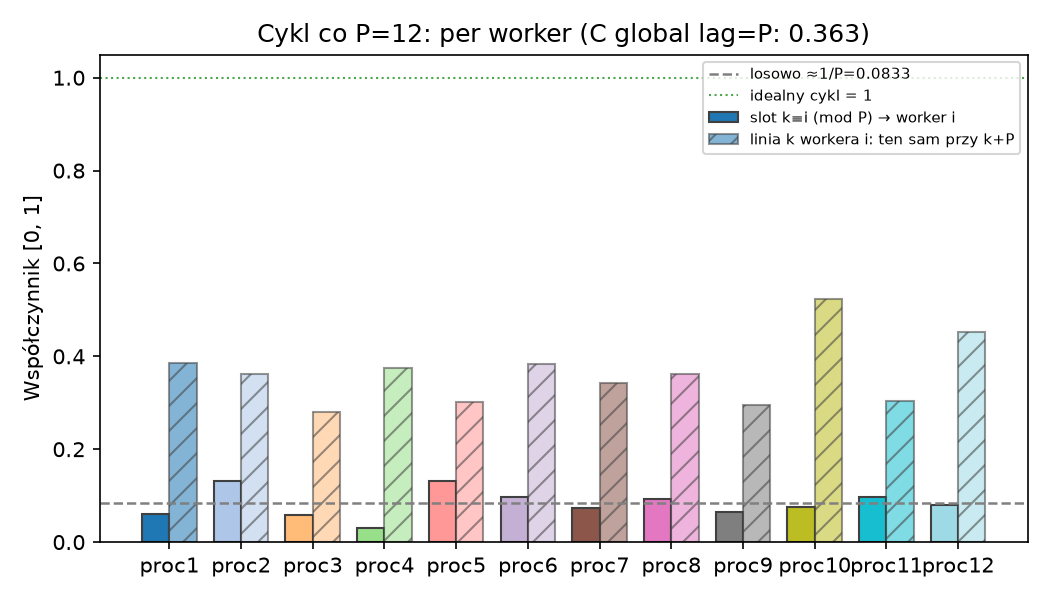 Cykl co P=12: per worker (C global lag=P: 0.363)
losowo ≈1/P=0.0833
idealny cykl = 1
slot k≡i (mod P) → worker i
linia k workera i: ten sam przy k+P
Współczynnik [0, 1]
1.0
0.8
0.6
0.4
0.2
0.0
proc1 proc2 proc3 proc4 proc5 proc6 proc7 proc8 proc9 proc10 proc11 proc12